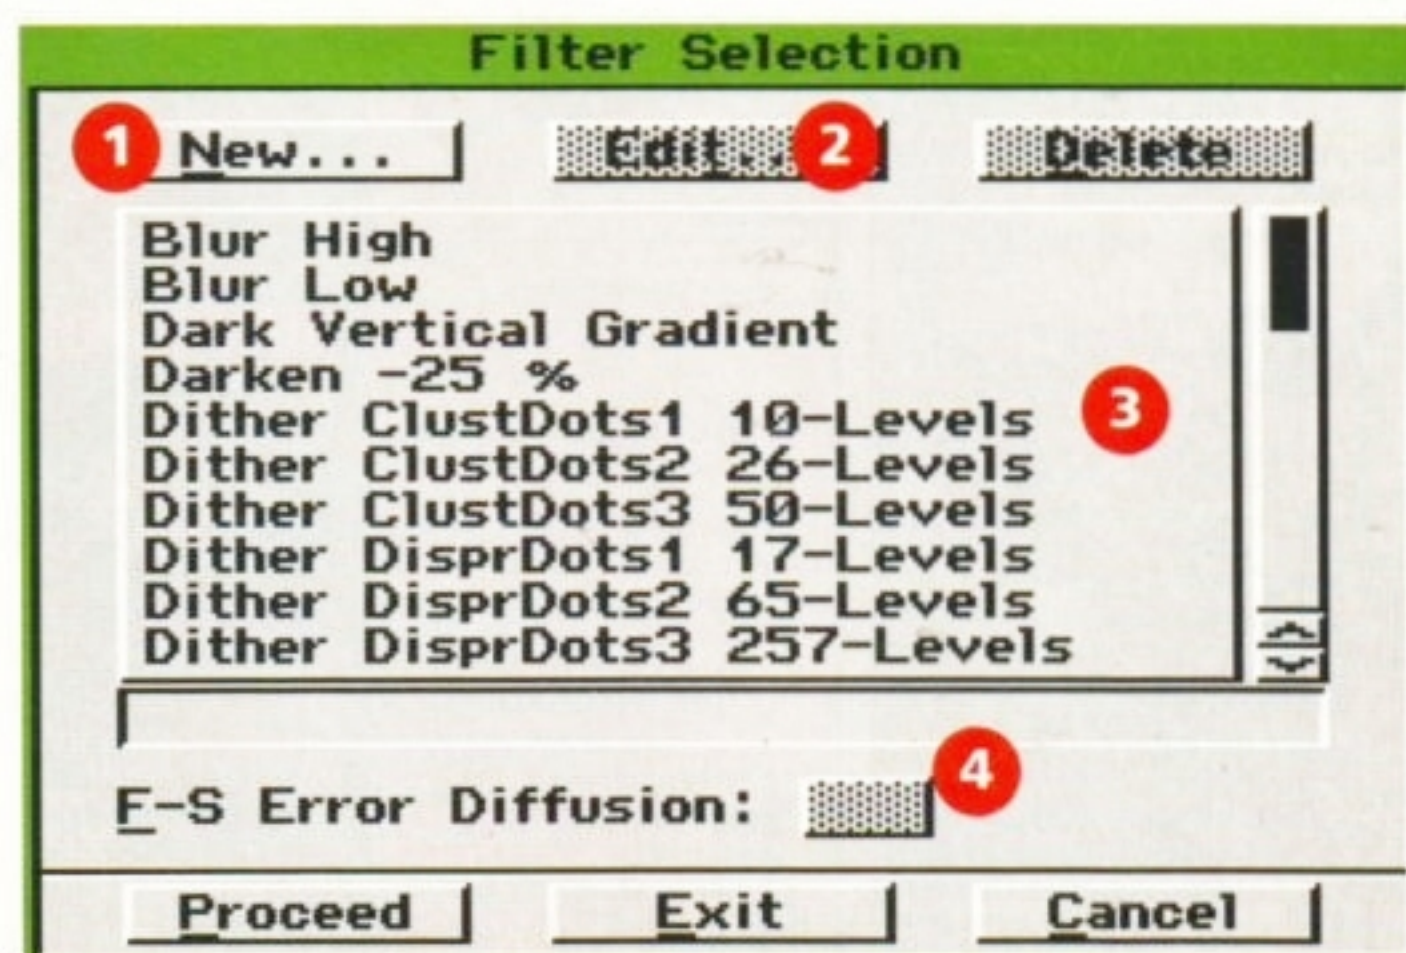 Filter Selection
1 New... Edit... 2 Delete
Blur High
Blur Low
Dark Vertical Gradient
Darken -25 %
Dither ClustDots1 10-Levels 3
Dither ClustDots2 26-Levels
Dither ClustDots3 50-Levels
Dither DisprDots1 17-Levels
Dither DisprDots2 65-Levels
Dither DisprDots3 257-Levels
4
F-S Error Diffusion:
Proceed Exit Cancel